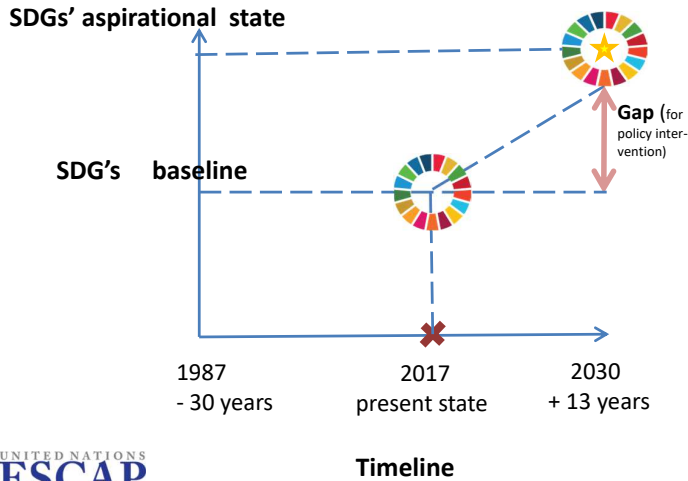 SDGs' aspirational state
Gap (for
policy inter-
vention)
SDG's baseline
1987
- 30 years
2017
present state
2030
+ 13 years
UNITED NATIONS
ESCAP
Timeline